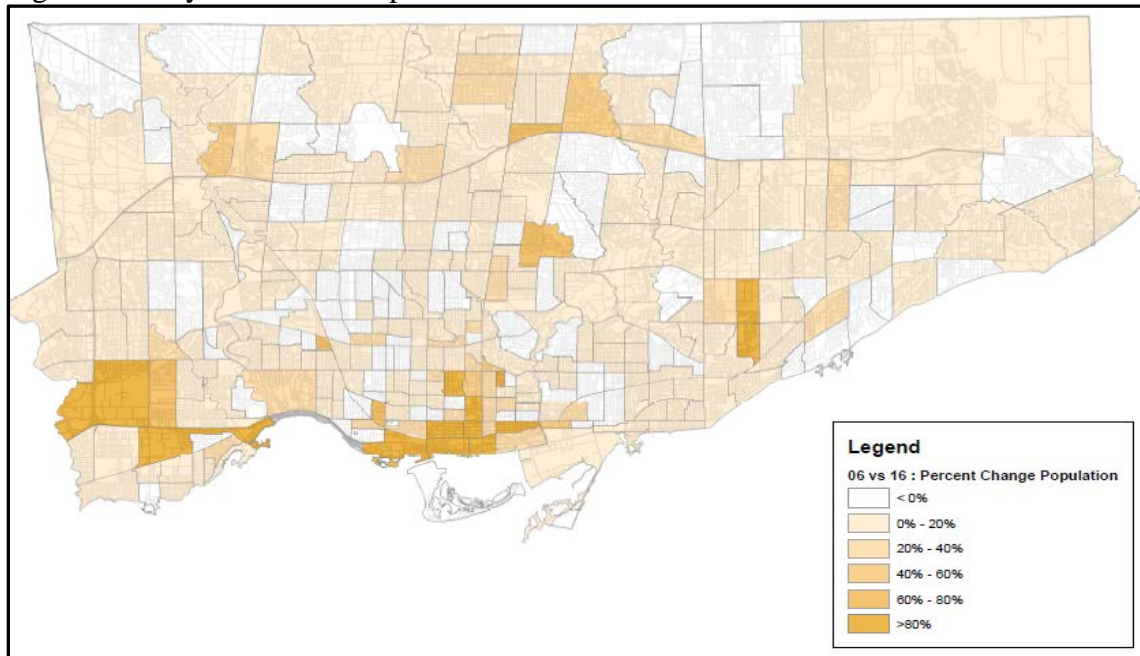 Legend
06 vs 16 : Percent Change Population
< 0%
0% - 20%
20% - 40%
40% - 60%
60% - 80%
>80%